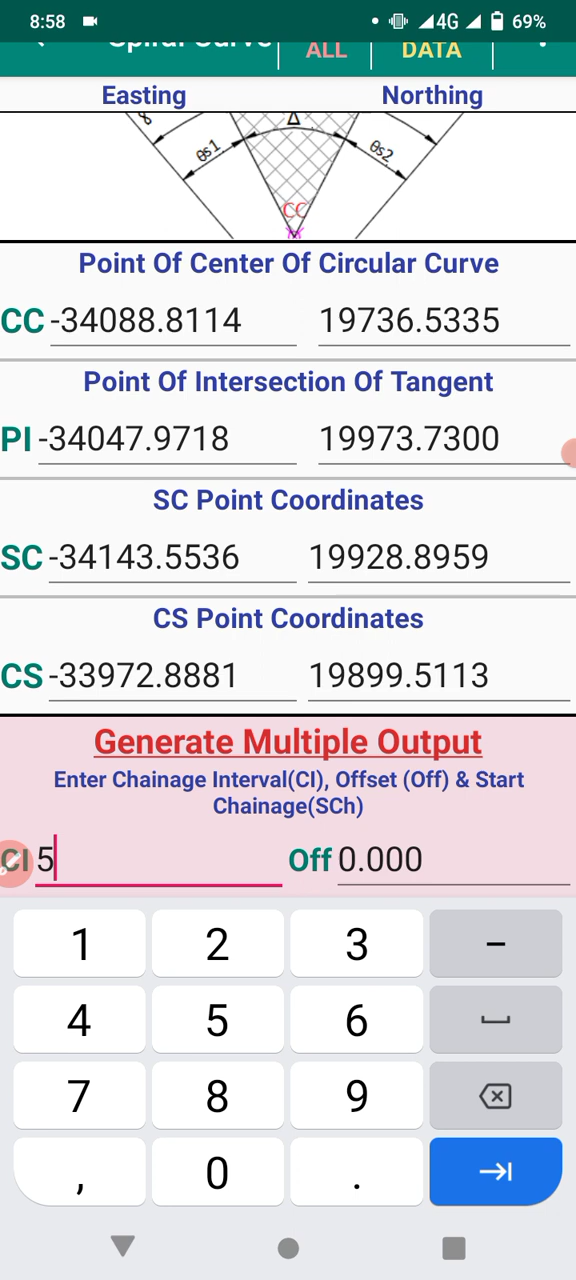 8:58 4G 69%
Spiral Curve ALL DATA
Easting Northing
Δ
θs1 θs2
CC
Point Of Center Of Circular Curve
CC -34088.8114 19736.5335
Point Of Intersection Of Tangent
PI -34047.9718 19973.7300
SC Point Coordinates
SC -34143.5536 19928.8959
CS Point Coordinates
CS -33972.8881 19899.5113
Generate Multiple Output
Enter Chainage Interval(CI), Offset (Off) & Start
Chainage(SCh)
CI 5 Off 0.000
1 2 3 −
4 5 6
7 8 9
, 0 .